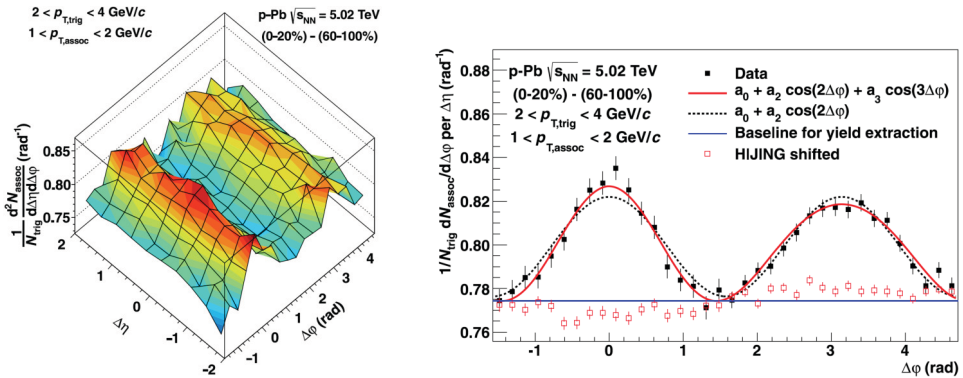 2 < p_T,trig < 4 GeV/c
1 < p_T,assoc < 2 GeV/c
p-Pb √s_NN = 5.02 TeV
(0-20%) - (60-100%)
1/N_trig d²N_assoc/dΔηdΔφ (rad⁻¹)
0.85
0.80
0.75
2
1
0
-1
-2
Δη
-1
0
1
2
3
4
Δφ (rad)
p-Pb √s_NN = 5.02 TeV
(0-20%) - (60-100%)
2 < p_T,trig < 4 GeV/c
1 < p_T,assoc < 2 GeV/c
Data
a₀ + a₂ cos(2Δφ) + a₃ cos(3Δφ)
a₀ + a₂ cos(2Δφ)
Baseline for yield extraction
HIJING shifted
1/N_trig dN_assoc/dΔφ per Δη (rad⁻¹)
0.88
0.86
0.84
0.82
0.80
0.78
0.76
-1
0
1
2
3
4
Δφ (rad)